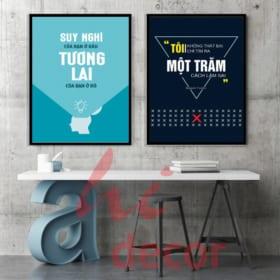 SUY NGHĨ
CỦA BẠN Ở ĐÂU
TƯƠNG
LAI
CỦA BẠN Ở ĐÓ
"TÔI KHÔNG THẤT BẠI
CHỈ TÌM RA
MỘT TRĂM
CÁCH LÀM SAI"
a
hi
decor